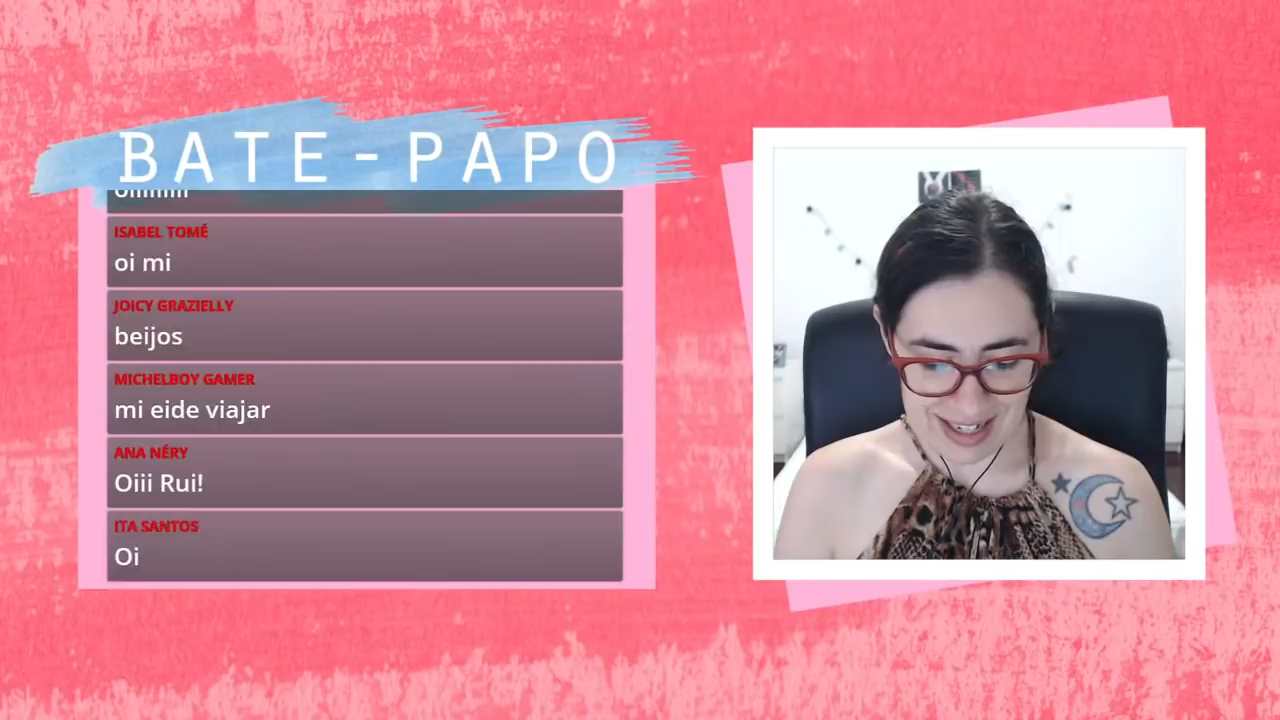 BATE-PAPO
ISABEL TOMÉ
oi mi
JOICY GRAZIELLY
beijos
MICHELBOY GAMER
mi eide viajar
ANA NÉRY
Oiii Rui!
ITA SANTOS
Oi